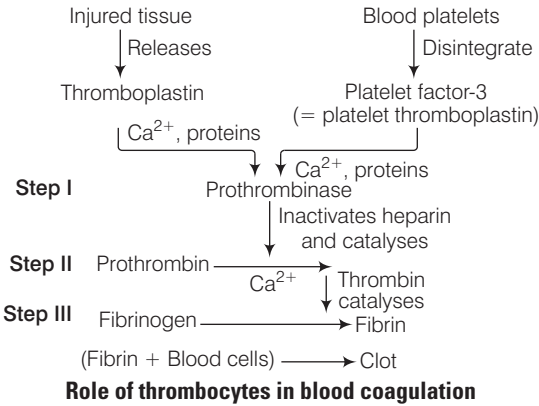 Injured tissue
Blood platelets
Releases
Disintegrate
Thromboplastin
Platelet factor-3
(= platelet thromboplastin)
Ca2+, proteins
Ca2+, proteins
Step I
Prothrombinase
Inactivates heparin
and catalyses
Step II
Prothrombin
Ca2+
Thrombin
catalyses
Step III
Fibrinogen
Fibrin
(Fibrin + Blood cells)
Clot
Role of thrombocytes in blood coagulation